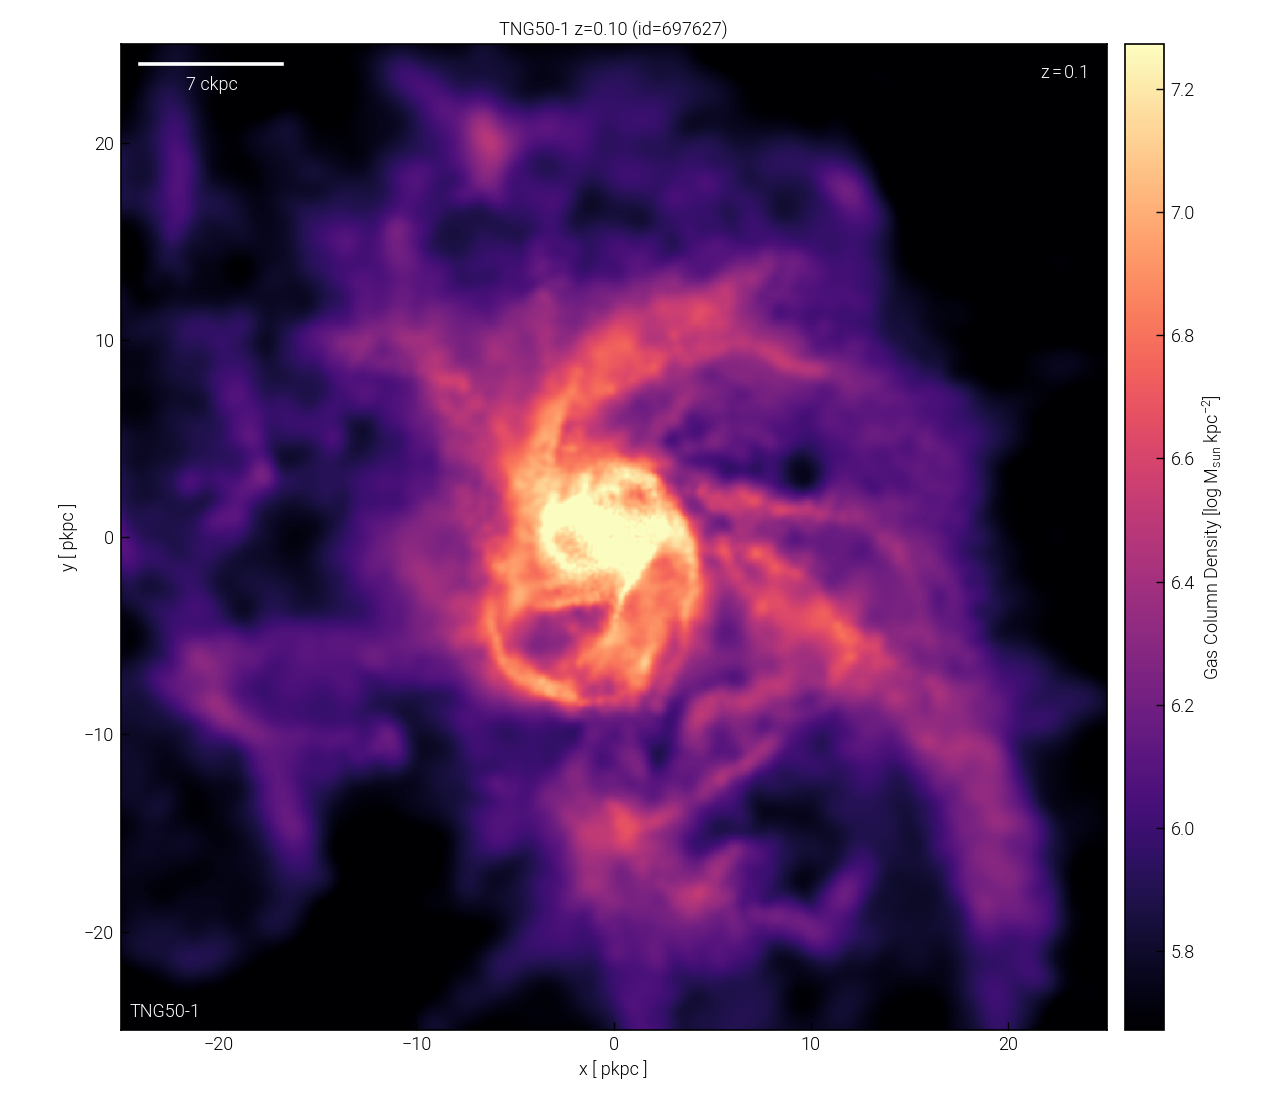 TNG50-1 z=0.10 (id=697627)
7 ckpc
z=0.1
TNG50-1
y [ pkpc ]
20
10
0
−10
−20
−20
−10
0
10
20
x [ pkpc ]
7.2
7.0
6.8
6.6
6.4
6.2
6.0
5.8
Gas Column Density [log M_sun kpc⁻²]